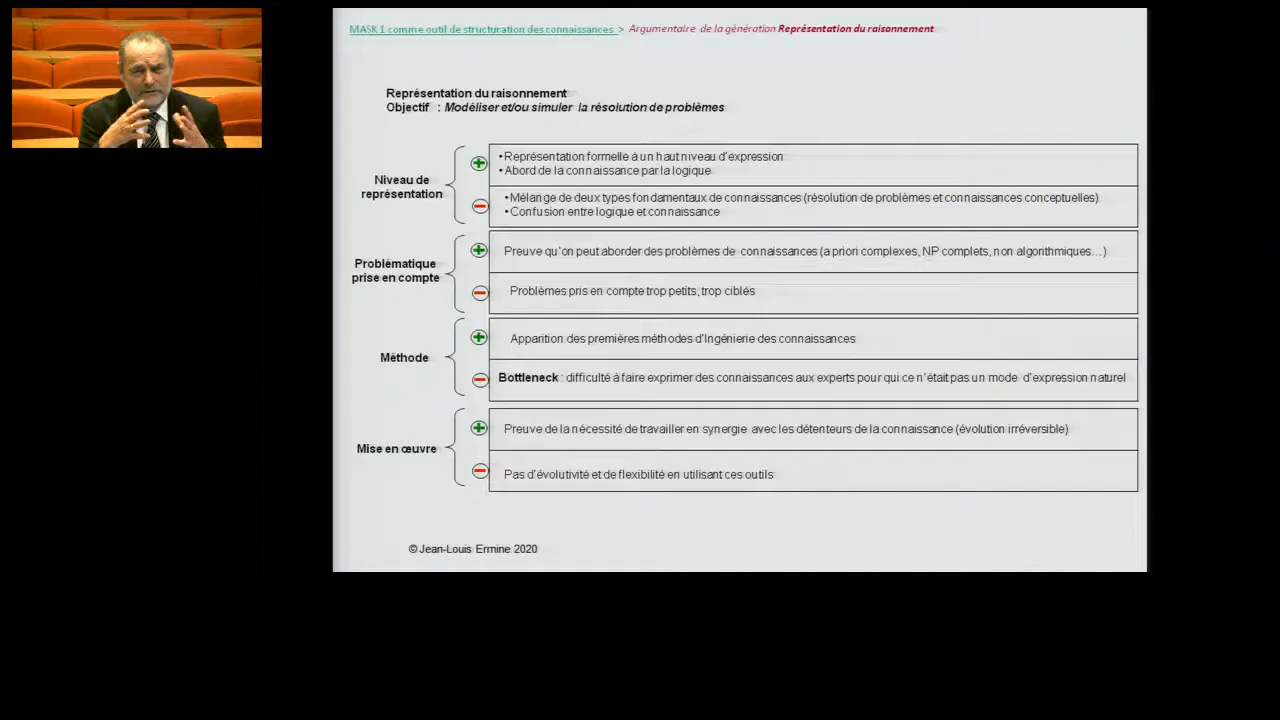 MASK 1 comme outil de structuration des connaissances > Argumentaire de la génération Représentation du raisonnement
Représentation du raisonnement
Objectif : Modéliser et/ou simuler la résolution de problèmes
Niveau de
représentation
•Représentation formelle à un haut niveau d'expression
•Abord de la connaissance par la logique
•Mélange de deux types fondamentaux de connaissances (résolution de problèmes et connaissances conceptuelles)
•Confusion entre logique et connaissance
Problématique
prise en compte
Preuve qu'on peut aborder des problèmes de connaissances (a priori complexes, NP complets, non algorithmiques…)
Problèmes pris en compte trop petits, trop ciblés
Méthode
Apparition des premières méthodes d'Ingénierie des connaissances
Bottleneck : difficulté à faire exprimer des connaissances aux experts pour qui ce n'était pas un mode d'expression naturel
Mise en œuvre
Preuve de la nécessité de travailler en synergie avec les détenteurs de la connaissance (évolution irréversible)
Pas d'évolutivité et de flexibilité en utilisant ces outils
© Jean-Louis Ermine 2020